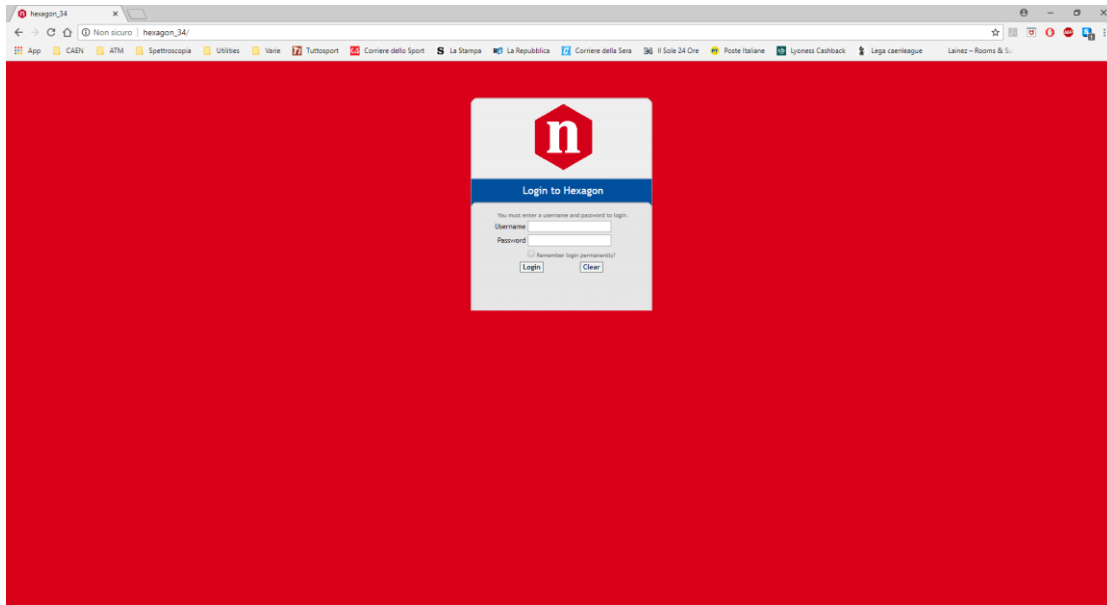 hexagon_34
Non sicuro | hexagon_34/
App CAEN ATM Spettroscopia Utilities Varie Tuttosport Corriere dello Sport La Stampa La Repubblica Corriere della Sera Il Sole 24 Ore Poste Italiane Lyoness Cashback Lega caenleague Lainez – Rooms & Su
n
Login to Hexagon
You must enter a username and password to login.
Username
Password
Remember login permanently?
Login Clear